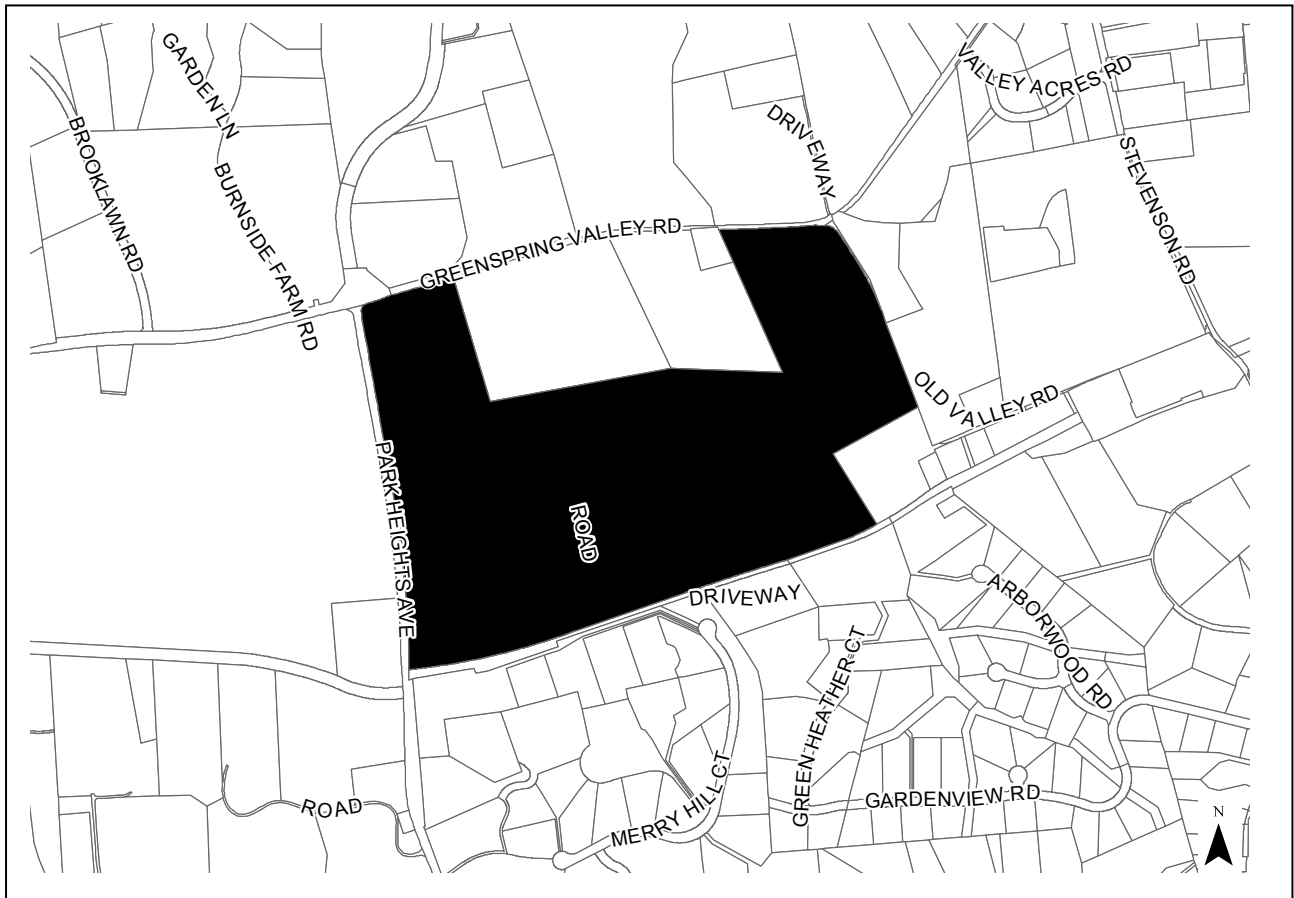 GARDEN LN
VALLEY ACRES RD
BROOKLAWN RD
DRIVEWAY
STEVENSON RD
BURNSIDE FARM RD
GREENSPRING VALLEY RD
OLD VALLEY RD
PARK HEIGHTS AVE
ROAD
DRIVEWAY
ARBORWOOD RD
GREEN HEATHER CT
MERRY HILL CT
GARDENVIEW RD
ROAD
N